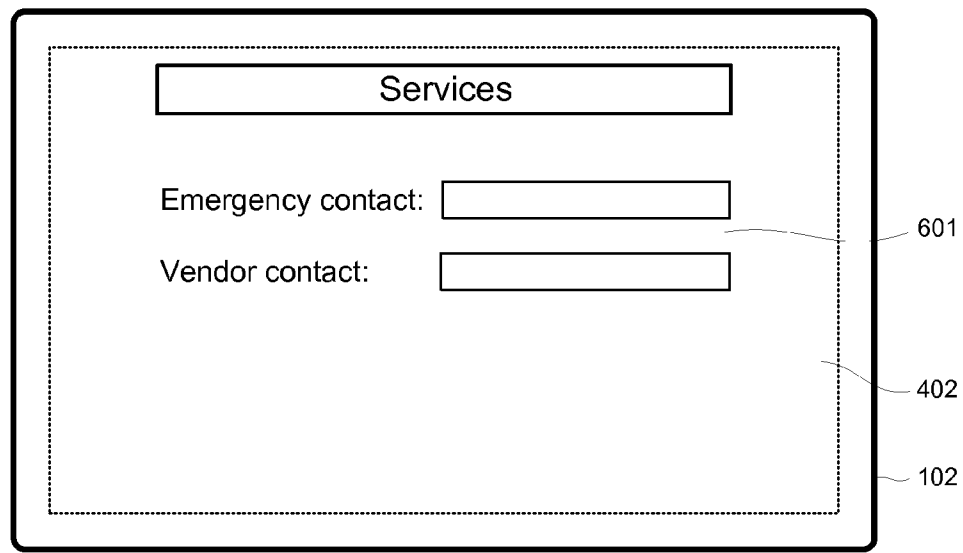 Services
Emergency contact:
601
Vendor contact:
402
102